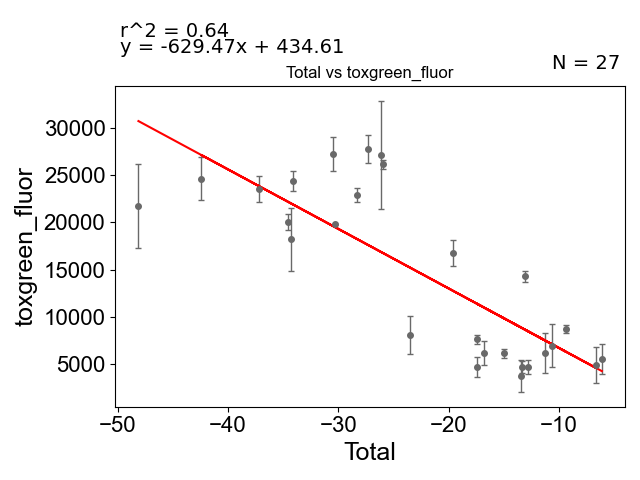 r^2 = 0.64
y = -629.47x + 434.61
N = 27
Total vs toxgreen_fluor
30000
25000
20000
15000
10000
5000
toxgreen_fluor
−50
−40
−30
−20
−10
Total